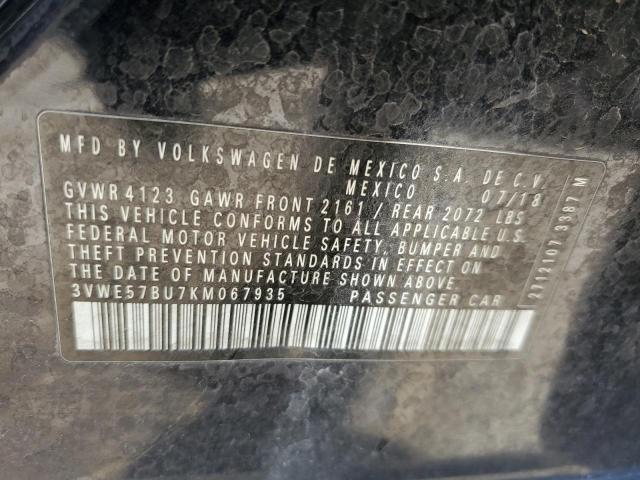 MFD BY VOLKSWAGEN DE MEXICO S.A. DE C.V.
MEXICO 07/18
GVWR 4123 GAWR FRONT 2161 / REAR 2072 LBS
THIS VEHICLE CONFORMS TO ALL APPLICABLE U.S.
FEDERAL MOTOR VEHICLE SAFETY, BUMPER AND
THEFT PREVENTION STANDARDS IN EFFECT ON
THE DATE OF MANUFACTURE SHOWN ABOVE
3VWE57BU7KM067935 PASSENGER CAR
2712107 3387 M